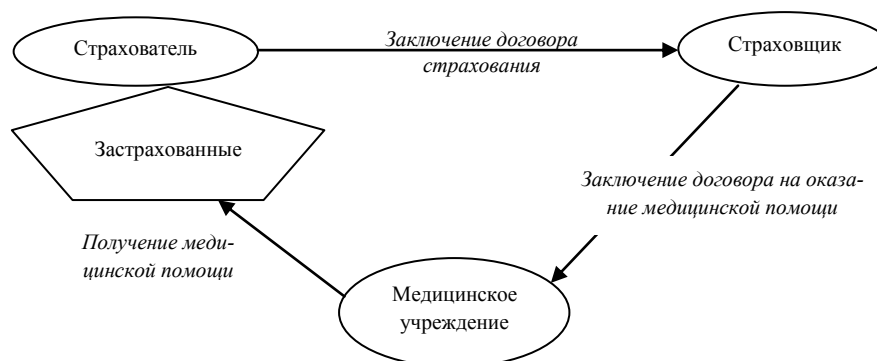 Страхователь
Заключение договора
страхования
Страховщик
Застрахованные
Заключение договора на оказа-
ние медицинской помощи
Получение меди-
цинской помощи
Медицинское
учреждение